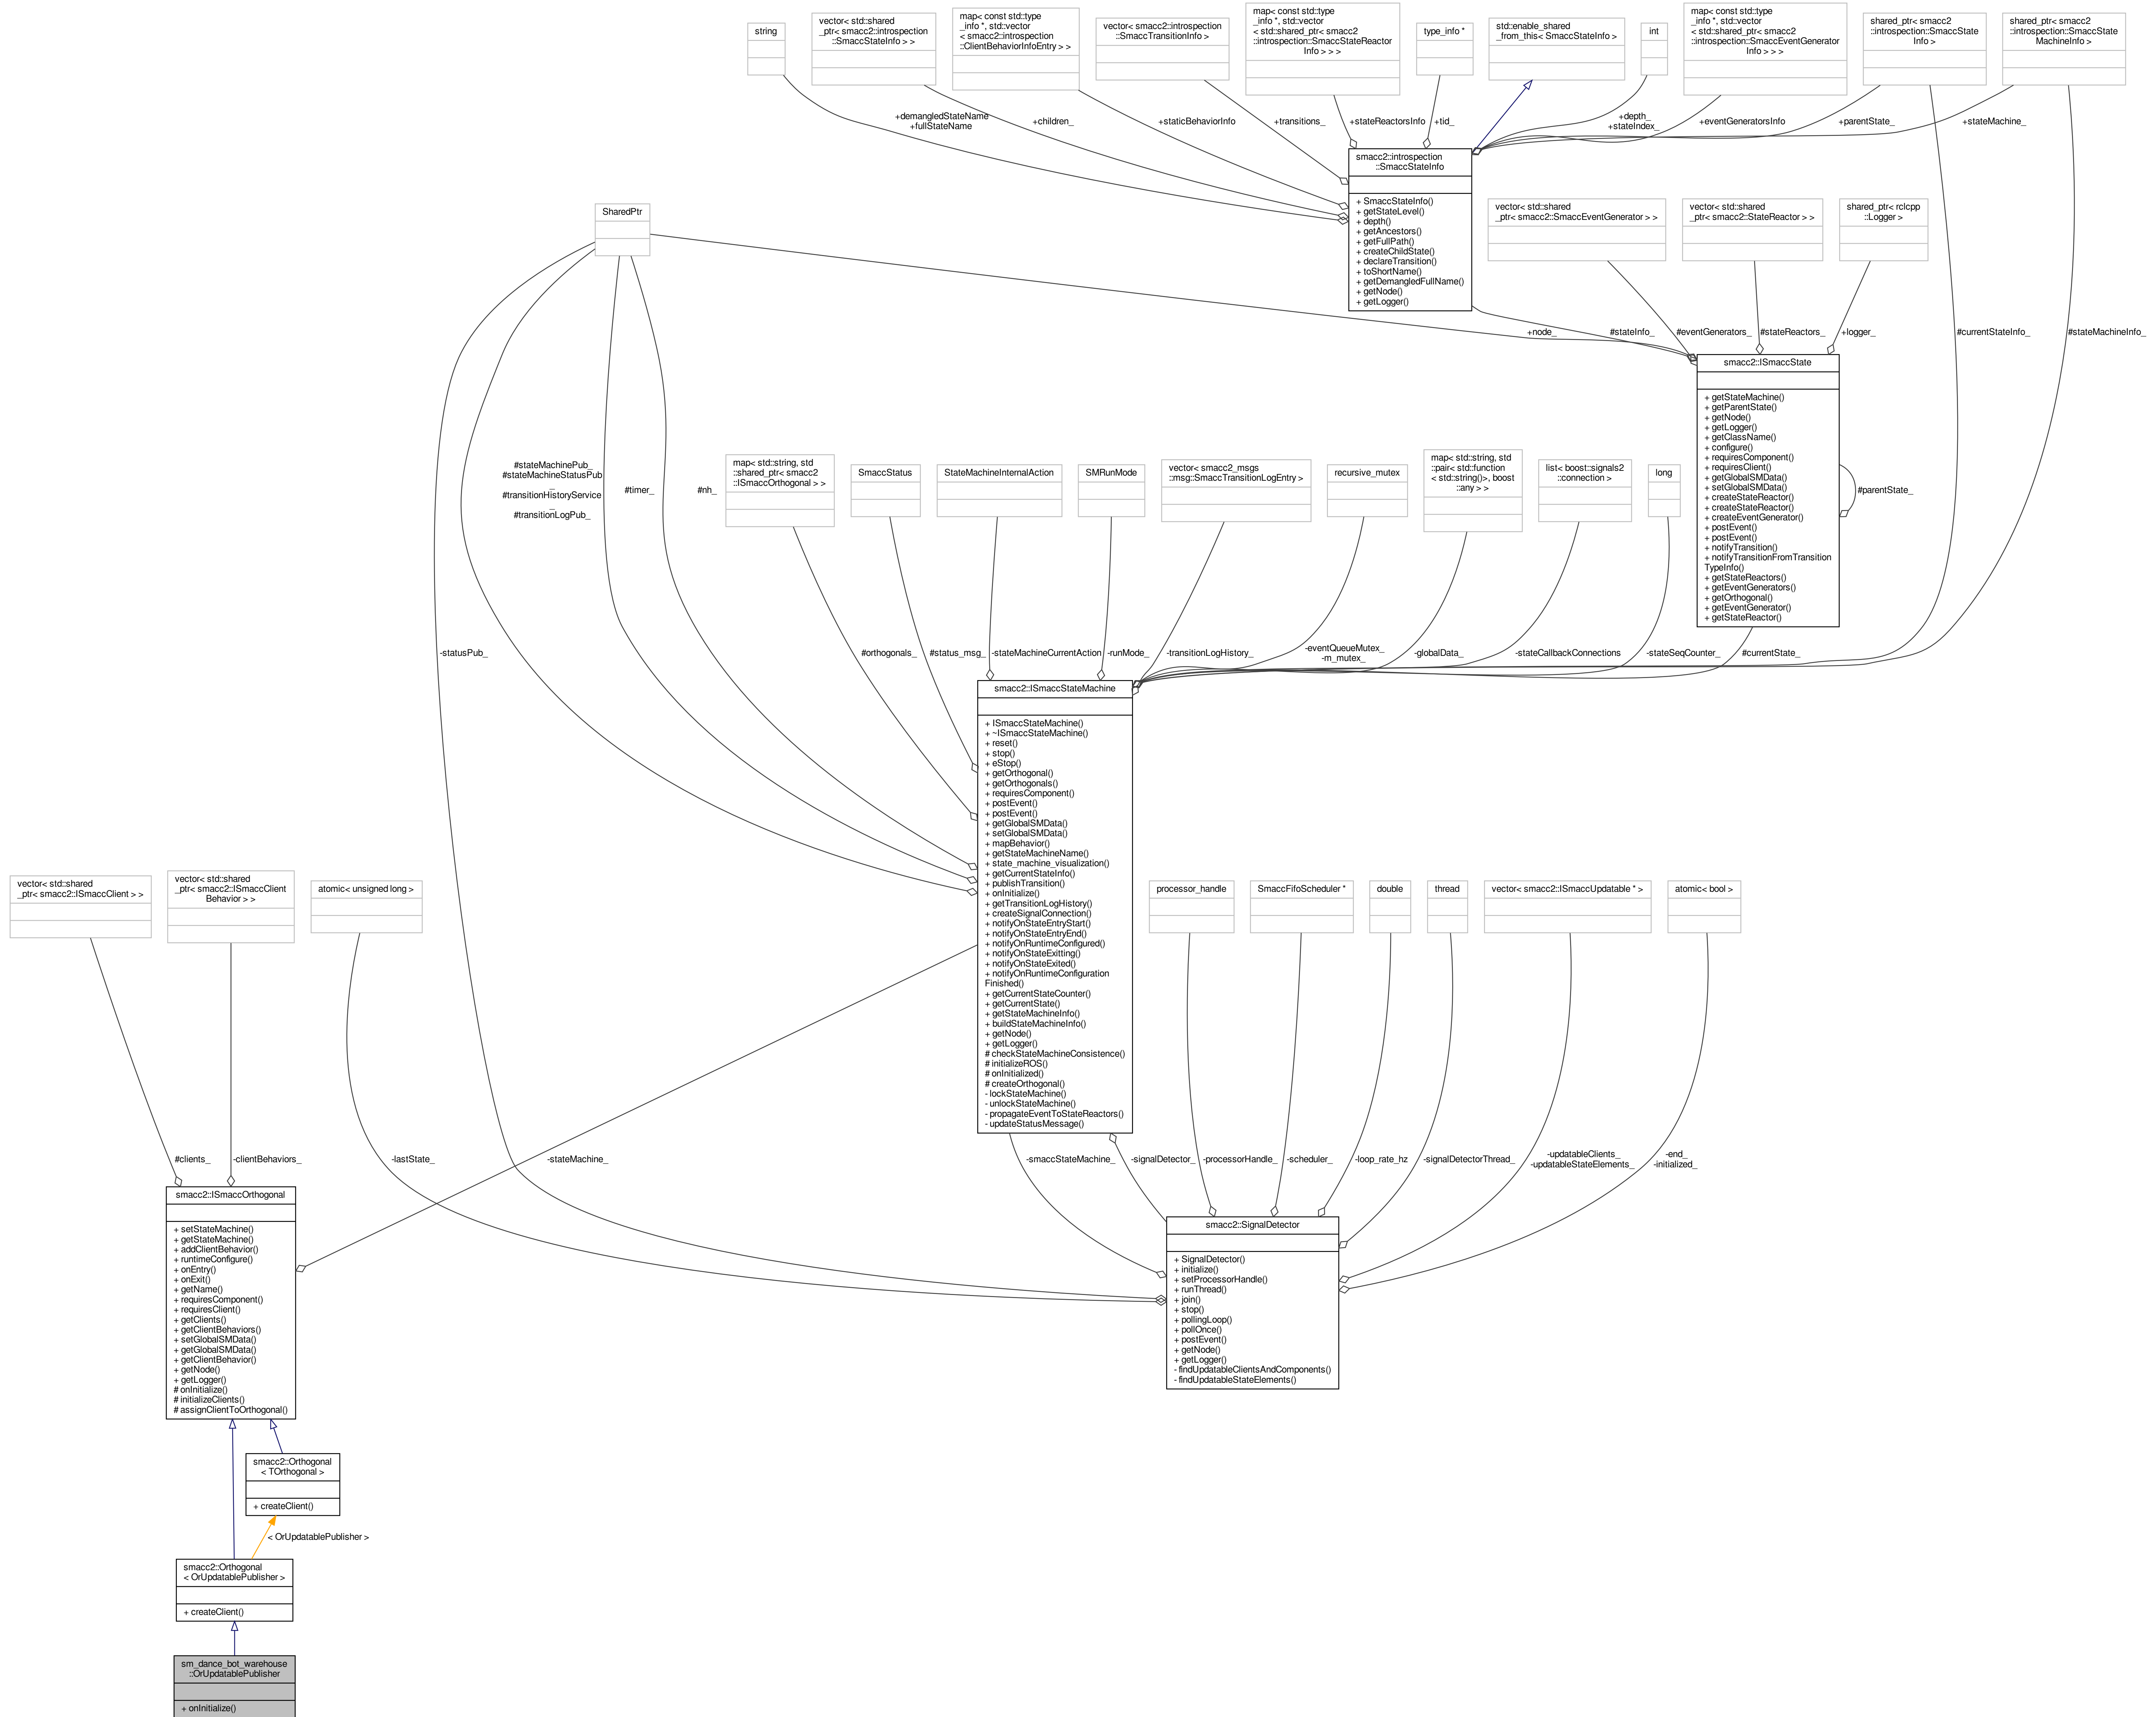 string
vector< std::shared
_ptr< smacc2::introspection
::SmaccStateInfo > >
map< const std::type
_info *, std::vector
< smacc2::introspection
::ClientBehaviorInfoEntry > >
vector< smacc2::introspection
::SmaccTransitionInfo >
map< const std::type
_info *, std::vector
< std::shared_ptr< smacc2
::introspection::SmaccStateReactor
Info > > >
type_info *
std::enable_shared
_from_this< SmaccStateInfo >
int
map< const std::type
_info *, std::vector
< std::shared_ptr< smacc2
::introspection::SmaccEventGenerator
Info > > >
shared_ptr< smacc2
::introspection::SmaccState
Info >
shared_ptr< smacc2
::introspection::SmaccState
MachineInfo >
+demangledStateName
+fullStateName
+children_
+staticBehaviorInfo
+transitions_
+stateReactorsInfo
+tid_
+depth_
+stateIndex_
+eventGeneratorsInfo
+parentState_
+stateMachine_
smacc2::introspection
::SmaccStateInfo
+ SmaccStateInfo()
+ getStateLevel()
+ depth()
+ getAncestors()
+ getFullPath()
+ createChildState()
+ declareTransition()
+ toShortName()
+ getDemangledFullName()
+ getNode()
+ getLogger()
SharedPtr
vector< std::shared
_ptr< smacc2::SmaccEventGenerator > >
vector< std::shared
_ptr< smacc2::StateReactor > >
shared_ptr< rclcpp
::Logger >
+node_
#stateInfo_
#eventGenerators_
#stateReactors_
+logger_
#currentStateInfo_
#stateMachineInfo_
smacc2::ISmaccState
+ getStateMachine()
+ getParentState()
+ getNode()
+ getLogger()
+ getClassName()
+ configure()
+ requiresComponent()
+ requiresClient()
+ getGlobalSMData()
+ setGlobalSMData()
+ createStateReactor()
+ createStateReactor()
+ createEventGenerator()
+ postEvent()
+ postEvent()
+ notifyTransition()
+ notifyTransitionFromTransition
TypeInfo()
+ getStateReactors()
+ getEventGenerators()
+ getOrthogonal()
+ getEventGenerator()
+ getStateReactor()
#parentState_
#stateMachinePub_
#stateMachineStatusPub
_
#transitionHistoryService
_
#transitionLogPub_
#timer_
#nh_
map< std::string, std
::shared_ptr< smacc2
::ISmaccOrthogonal > >
SmaccStatus
StateMachineInternalAction
SMRunMode
vector< smacc2_msgs
::msg::SmaccTransitionLogEntry >
recursive_mutex
map< std::string, std
::pair< std::function
< std::string()>, boost
::any > >
list< boost::signals2
::connection >
long
-statusPub_
#orthogonals_
#status_msg_
-stateMachineCurrentAction
-runMode_
-transitionLogHistory_
-eventQueueMutex_
-m_mutex_
-globalData_
-stateCallbackConnections
-stateSeqCounter_
#currentState_
smacc2::ISmaccStateMachine
+ ISmaccStateMachine()
+ ~ISmaccStateMachine()
+ reset()
+ stop()
+ eStop()
+ getOrthogonal()
+ getOrthogonals()
+ requiresComponent()
+ postEvent()
+ postEvent()
+ getGlobalSMData()
+ setGlobalSMData()
+ mapBehavior()
+ getStateMachineName()
+ state_machine_visualization()
+ getCurrentStateInfo()
+ publishTransition()
+ onInitialize()
+ getTransitionLogHistory()
+ createSignalConnection()
+ notifyOnStateEntryStart()
+ notifyOnStateEntryEnd()
+ notifyOnRuntimeConfigured()
+ notifyOnStateExitting()
+ notifyOnStateExited()
+ notifyOnRuntimeConfiguration
Finished()
+ getCurrentStateCounter()
+ getCurrentState()
+ getStateMachineInfo()
+ buildStateMachineInfo()
+ getNode()
+ getLogger()
# checkStateMachineConsistence()
# initializeROS()
# onInitialized()
# createOrthogonal()
- lockStateMachine()
- unlockStateMachine()
- propagateEventToStateReactors()
- updateStatusMessage()
vector< std::shared
_ptr< smacc2::ISmaccClient > >
vector< std::shared
_ptr< smacc2::ISmaccClient
Behavior > >
atomic< unsigned long >
processor_handle
SmaccFifoScheduler *
double
thread
vector< smacc2::ISmaccUpdatable * >
atomic< bool >
#clients_
-clientBehaviors_
-lastState_
-stateMachine_
-smaccStateMachine_
-signalDetector_
-processorHandle_
-scheduler_
-loop_rate_hz
-signalDetectorThread_
-updatableClients_
-updatableStateElements_
-end_
-initialized_
smacc2::ISmaccOrthogonal
+ setStateMachine()
+ getStateMachine()
+ addClientBehavior()
+ runtimeConfigure()
+ onEntry()
+ onExit()
+ getName()
+ requiresComponent()
+ requiresClient()
+ getClients()
+ getClientBehaviors()
+ setGlobalSMData()
+ getGlobalSMData()
+ getClientBehavior()
+ getNode()
+ getLogger()
# onInitialize()
# initializeClients()
# assignClientToOrthogonal()
smacc2::SignalDetector
+ SignalDetector()
+ initialize()
+ setProcessorHandle()
+ runThread()
+ join()
+ stop()
+ pollingLoop()
+ pollOnce()
+ postEvent()
+ getNode()
+ getLogger()
- findUpdatableClientsAndComponents()
- findUpdatableStateElements()
smacc2::Orthogonal
< TOrthogonal >
+ createClient()
< OrUpdatablePublisher >
smacc2::Orthogonal
< OrUpdatablePublisher >
+ createClient()
sm_dance_bot_warehouse
::OrUpdatablePublisher
+ onInitialize()